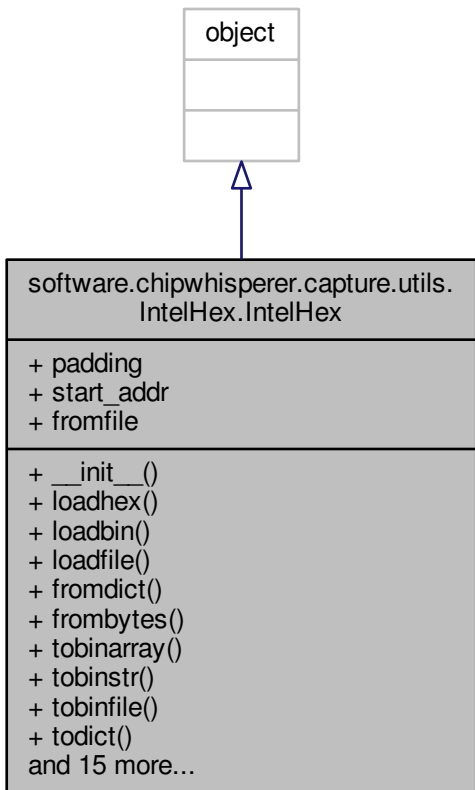 object
software.chipwhisperer.capture.utils.
IntelHex.IntelHex
+ padding
+ start_addr
+ fromfile
+ __init__()
+ loadhex()
+ loadbin()
+ loadfile()
+ fromdict()
+ frombytes()
+ tobinarray()
+ tobinstr()
+ tobinfile()
+ todict()
and 15 more...